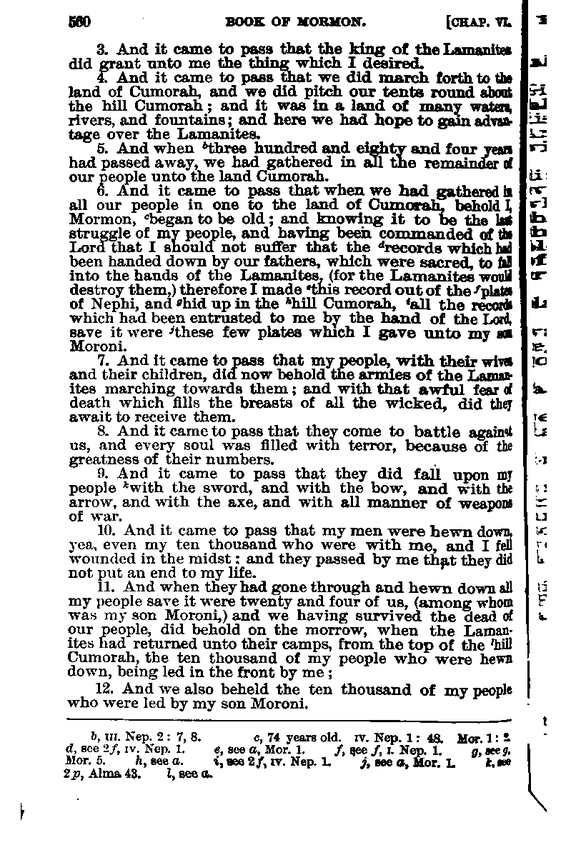 560 BOOK OF MORMON. [CHAP. VI.
3. And it came to pass that the king of the Lamanites
did grant unto me the thing which I desired.
4. And it came to pass that we did march forth to the
land of Cumorah, and we did pitch our tents round about
the hill Cumorah; and it was in a land of many waters,
rivers, and fountains; and here we had hope to gain advan-
tage over the Lamanites.
5. And when ᵇthree hundred and eighty and four years
had passed away, we had gathered in all the remainder of
our people unto the land Cumorah.
6. And it came to pass that when we had gathered in
all our people in one to the land of Cumorah, behold I,
Mormon, ᶜbegan to be old; and knowing it to be the last
struggle of my people, and having been commanded of the
Lord that I should not suffer that the ᵈrecords which had
been handed down by our fathers, which were sacred, to fall
into the hands of the Lamanites, (for the Lamanites would
destroy them,) therefore I made ᵉthis record out of the ᶠplates
of Nephi, and ᵍhid up in the ʰhill Cumorah, ⁱall the records
which had been entrusted to me by the hand of the Lord,
save it were ʲthese few plates which I gave unto my son
Moroni.
7. And it came to pass that my people, with their wives
and their children, did now behold the armies of the Laman-
ites marching towards them; and with that awful fear of
death which fills the breasts of all the wicked, did they
await to receive them.
8. And it came to pass that they come to battle against
us, and every soul was filled with terror, because of the
greatness of their numbers.
9. And it came to pass that they did fall upon my
people ᵏwith the sword, and with the bow, and with the
arrow, and with the axe, and with all manner of weapons
of war.
10. And it came to pass that my men were hewn down,
yea, even my ten thousand who were with me, and I fell
wounded in the midst; and they passed by me that they did
not put an end to my life.
11. And when they had gone through and hewn down all
my people save it were twenty and four of us, (among whom
was my son Moroni,) and we having survived the dead of
our people, did behold on the morrow, when the Laman-
ites had returned unto their camps, from the top of the ˡhill
Cumorah, the ten thousand of my people who were hewn
down, being led in the front by me;
12. And we also beheld the ten thousand of my people
who were led by my son Moroni.
b, III. Nep. 2: 7, 8. c, 74 years old. IV. Nep. 1: 48. Mor. 1: 2.
d, see 2f, IV. Nep. 1. e, see a, Mor. 1. f, see f, I. Nep. 1. g, see g,
Mor. 5. h, see a. i, see 2f, IV. Nep. 1. j, see a, Mor. 1. k, see
2p, Alma 43. l, see a.